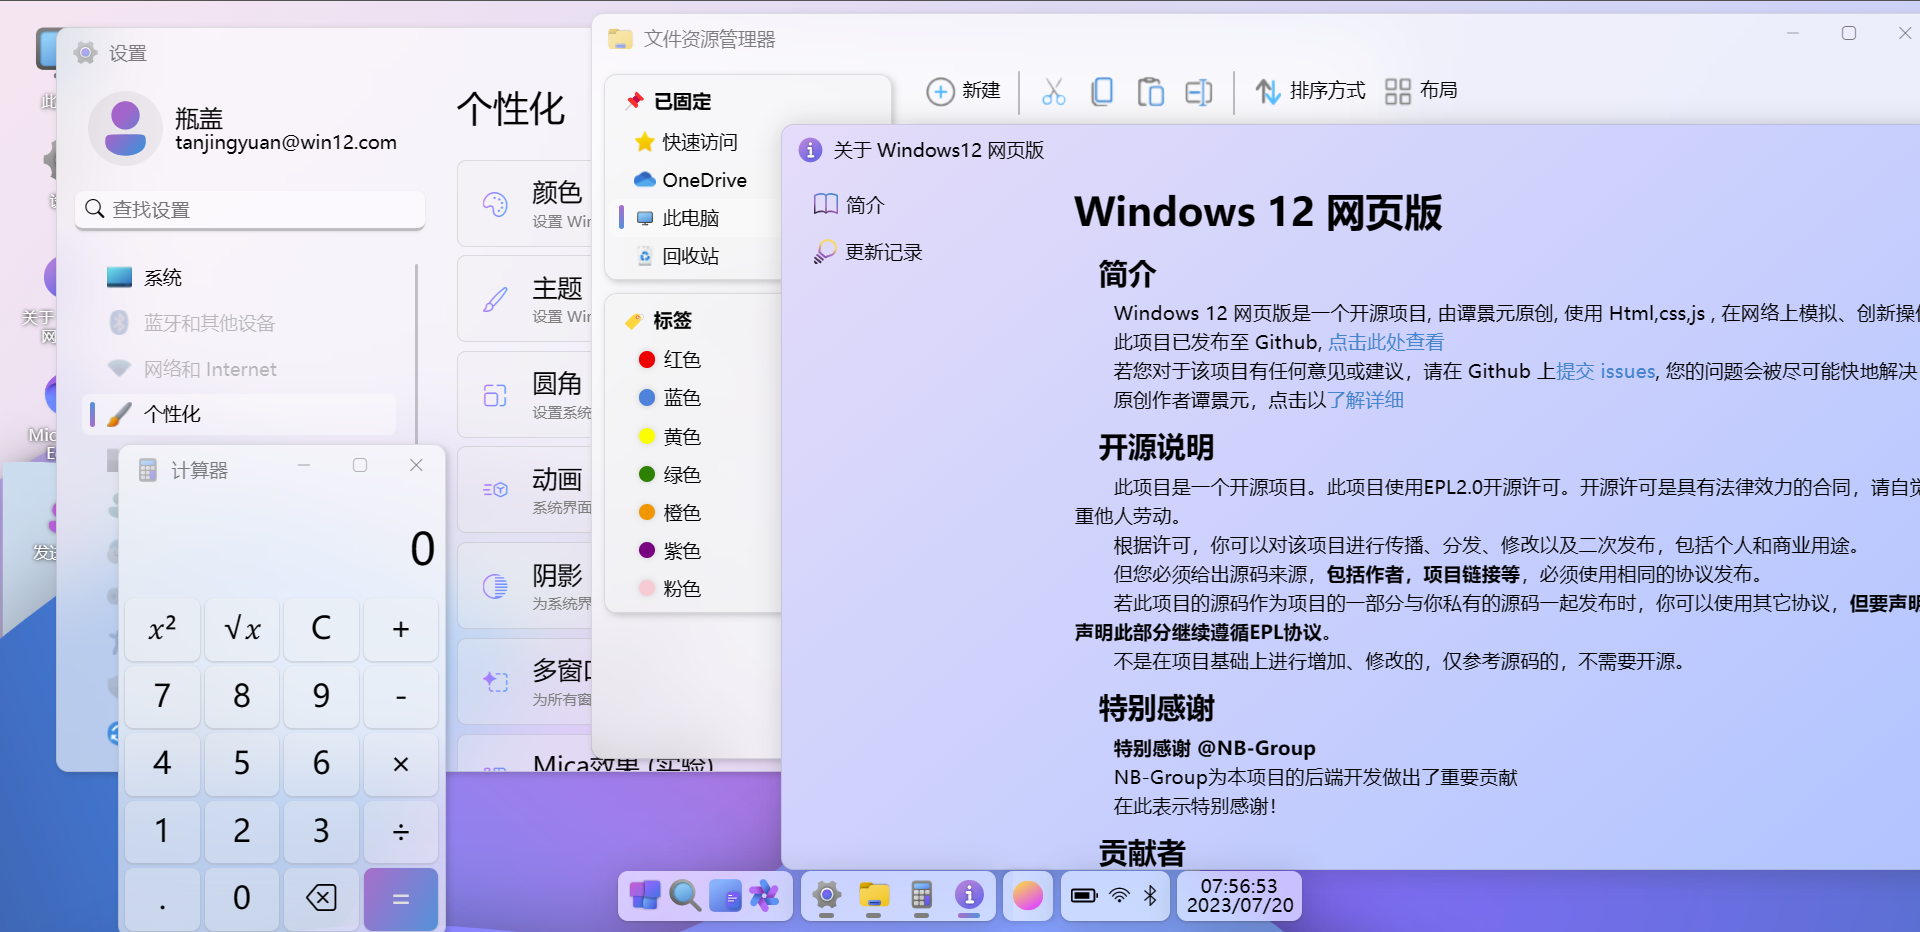 设置
瓶盖
tanjingyuan@win12.com
查找设置
系统
蓝牙和其他设备
网络和 Internet
个性化
个性化
颜色
设置 Win
主题
设置 Win
圆角
设置系统
动画
系统界面
阴影
为系统界
多窗口
为所有窗
Mica效果 (实验)
计算器
0
x²
√x
C
+
7
8
9
-
4
5
6
×
1
2
3
÷
.
0
=
文件资源管理器
新建
排序方式
布局
已固定
快速访问
OneDrive
此电脑
回收站
标签
红色
蓝色
黄色
绿色
橙色
紫色
粉色
关于 Windows12 网页版
简介
更新记录
Windows 12 网页版
简介
Windows 12 网页版是一个开源项目, 由谭景元原创, 使用 Html,css,js , 在网络上模拟、创新操作
此项目已发布至 Github, 点击此处查看
若您对于该项目有任何意见或建议，请在 Github 上提交 issues, 您的问题会被尽可能快地解决
原创作者谭景元，点击以了解详细
开源说明
此项目是一个开源项目。此项目使用EPL2.0开源许可。开源许可是具有法律效力的合同，请自觉
重他人劳动。
根据许可，你可以对该项目进行传播、分发、修改以及二次发布，包括个人和商业用途。
但您必须给出源码来源，包括作者，项目链接等，必须使用相同的协议发布。
若此项目的源码作为项目的一部分与你私有的源码一起发布时，你可以使用其它协议，但要声明
声明此部分继续遵循EPL协议。
不是在项目基础上进行增加、修改的，仅参考源码的，不需要开源。
特别感谢
特别感谢 @NB-Group
NB-Group为本项目的后端开发做出了重要贡献
在此表示特别感谢！
贡献者
此
关于
网
Mic
E
发送
07:56:53
2023/07/20